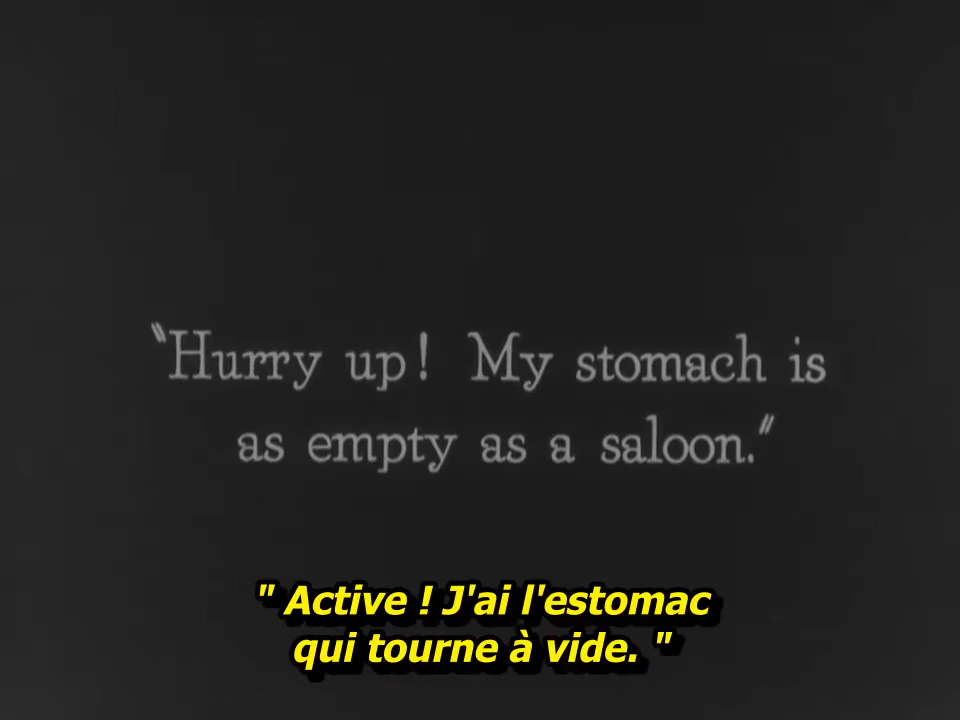 "Hurry up! My stomach is
as empty as a saloon."
" Active ! J'ai l'estomac
qui tourne à vide. "